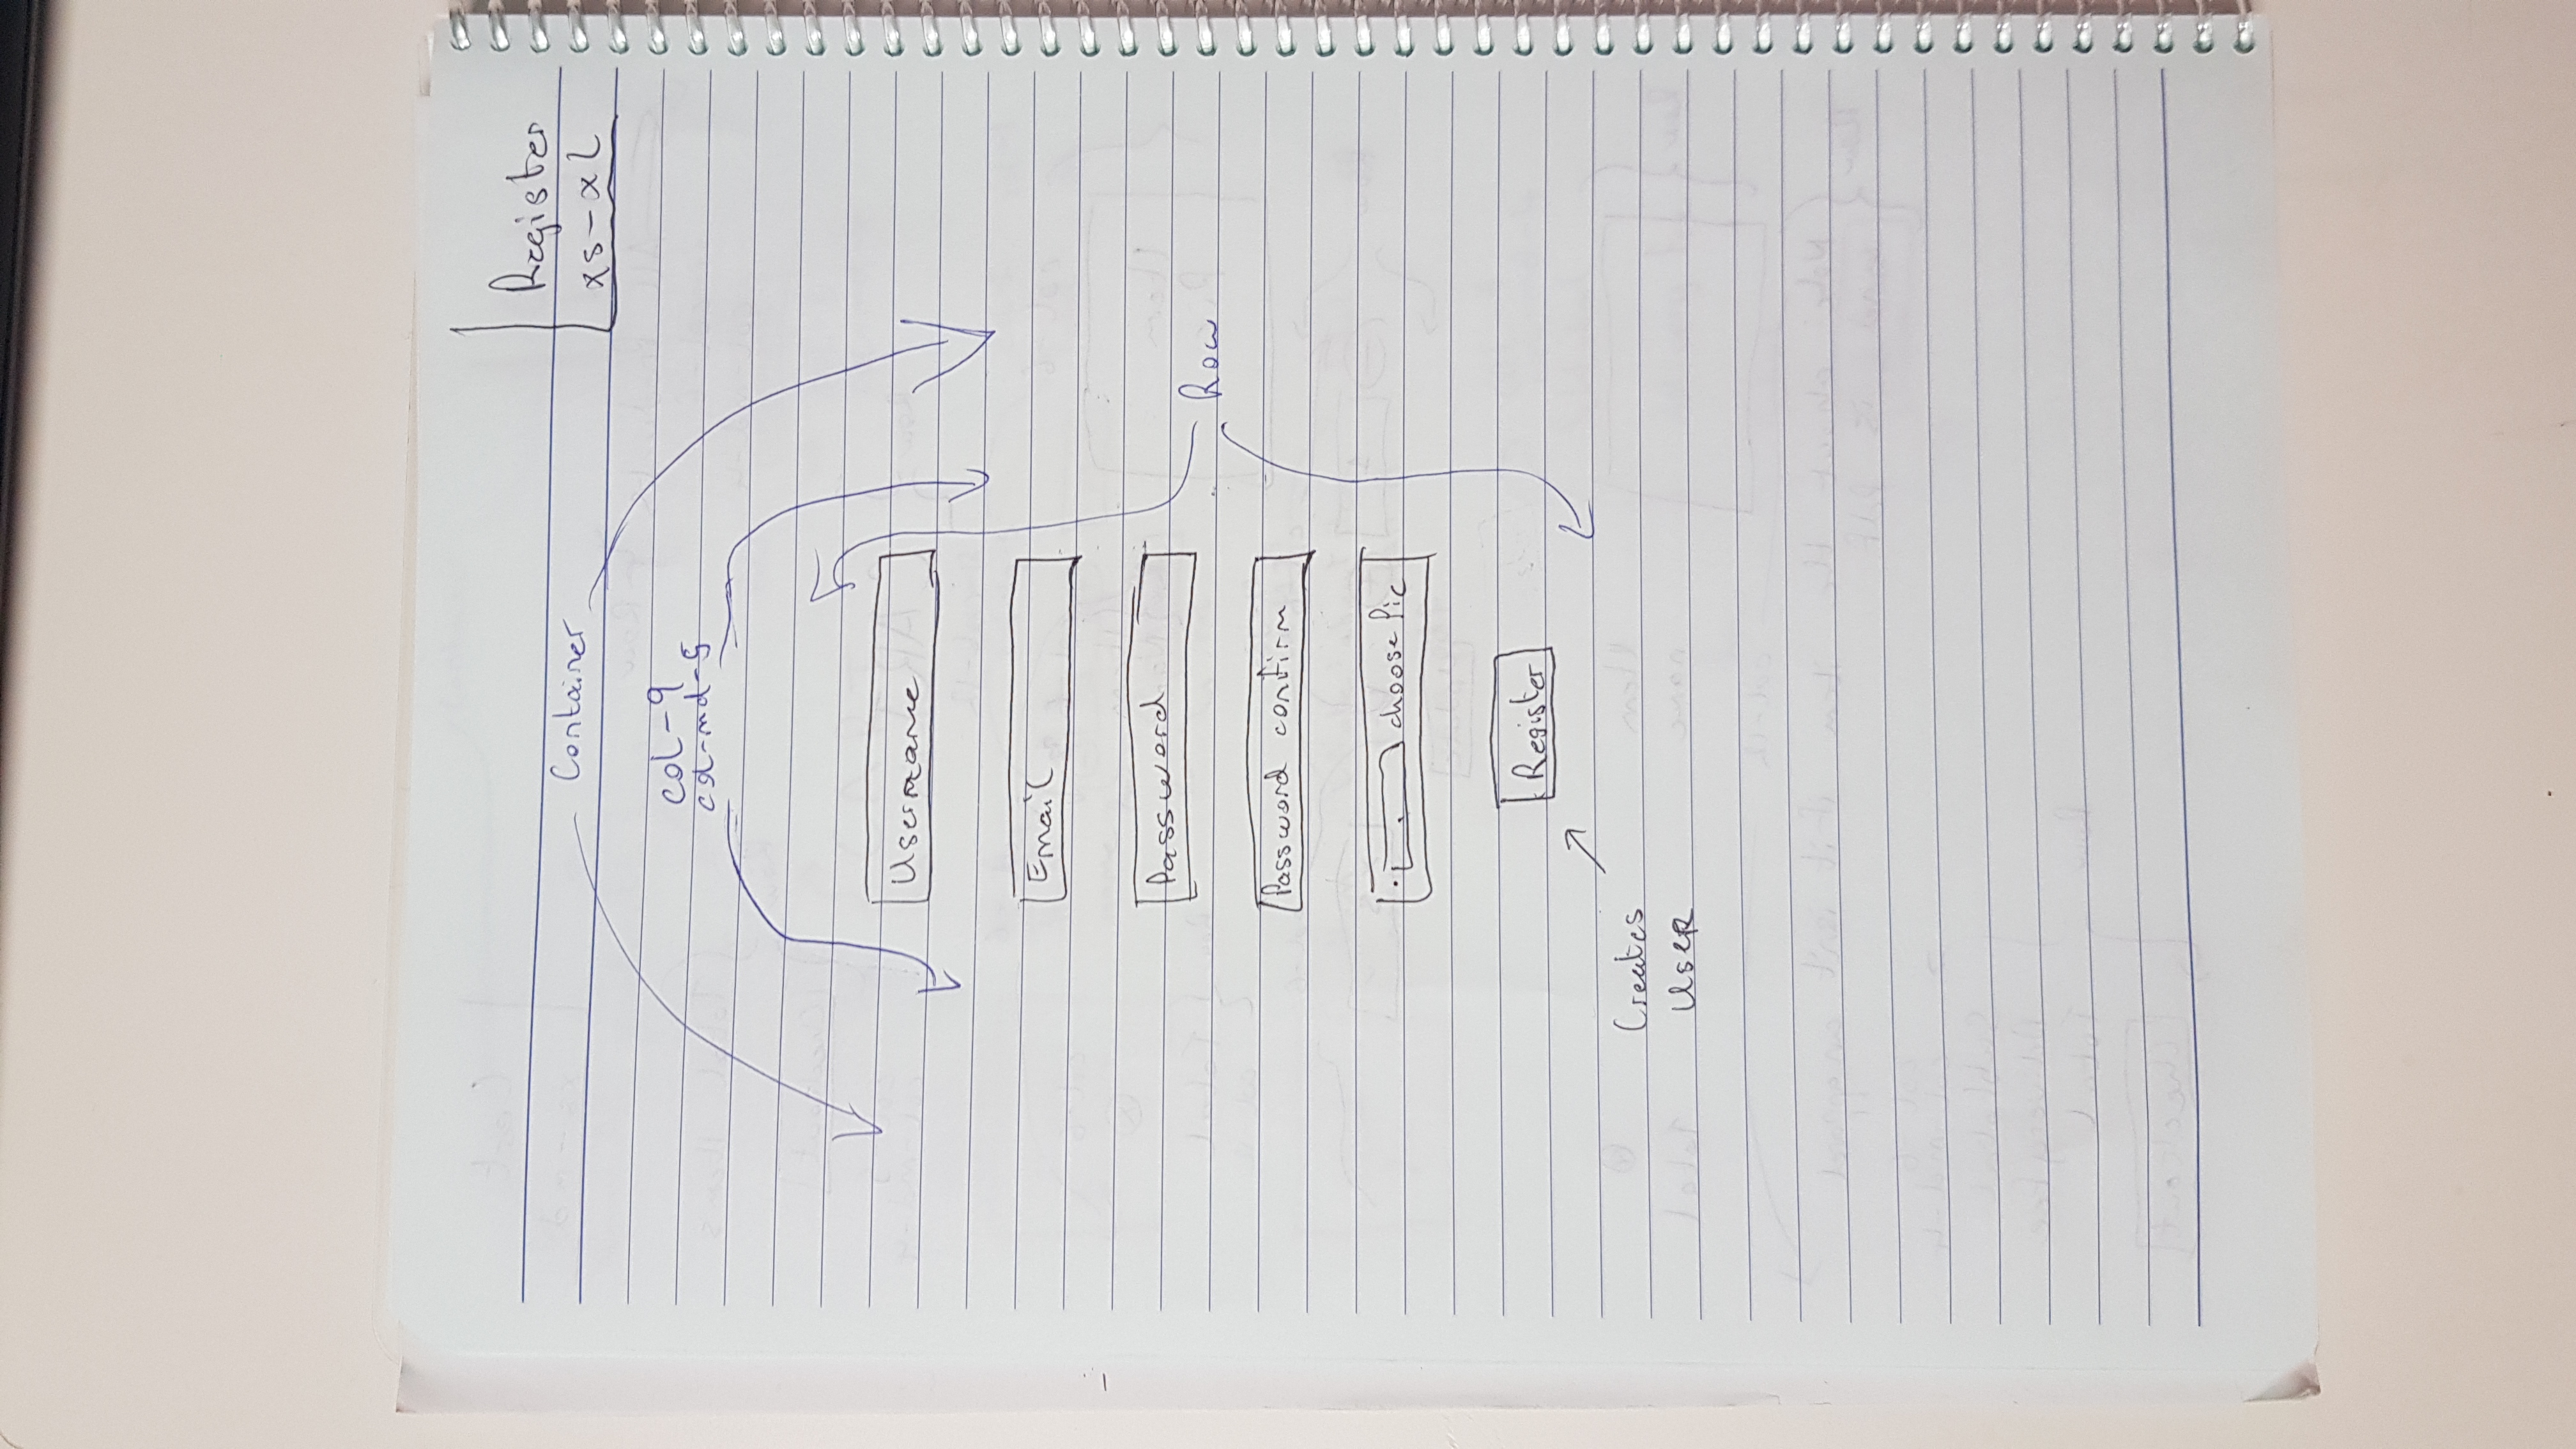 Register
xs-xl
Container
col-9
col-md-5
Username
Email
Password
Row
Password confirm
choose Pic
Register
Creates
User